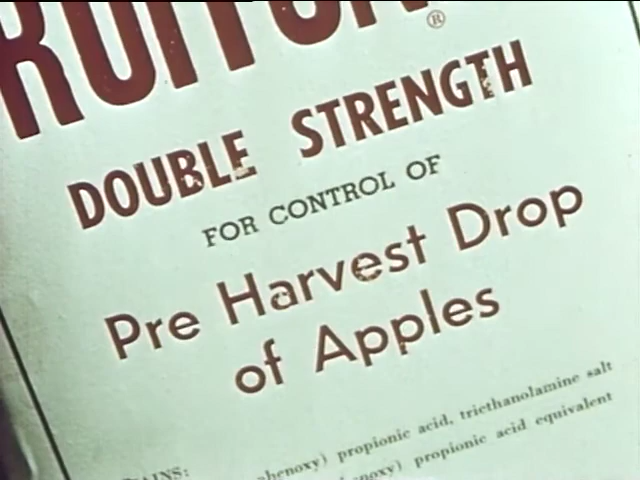 ®
DOUBLE STRENGTH
FOR CONTROL OF
Pre Harvest Drop
of Apples
propionic acid, triethanolamine salt
propionic acid equivalent